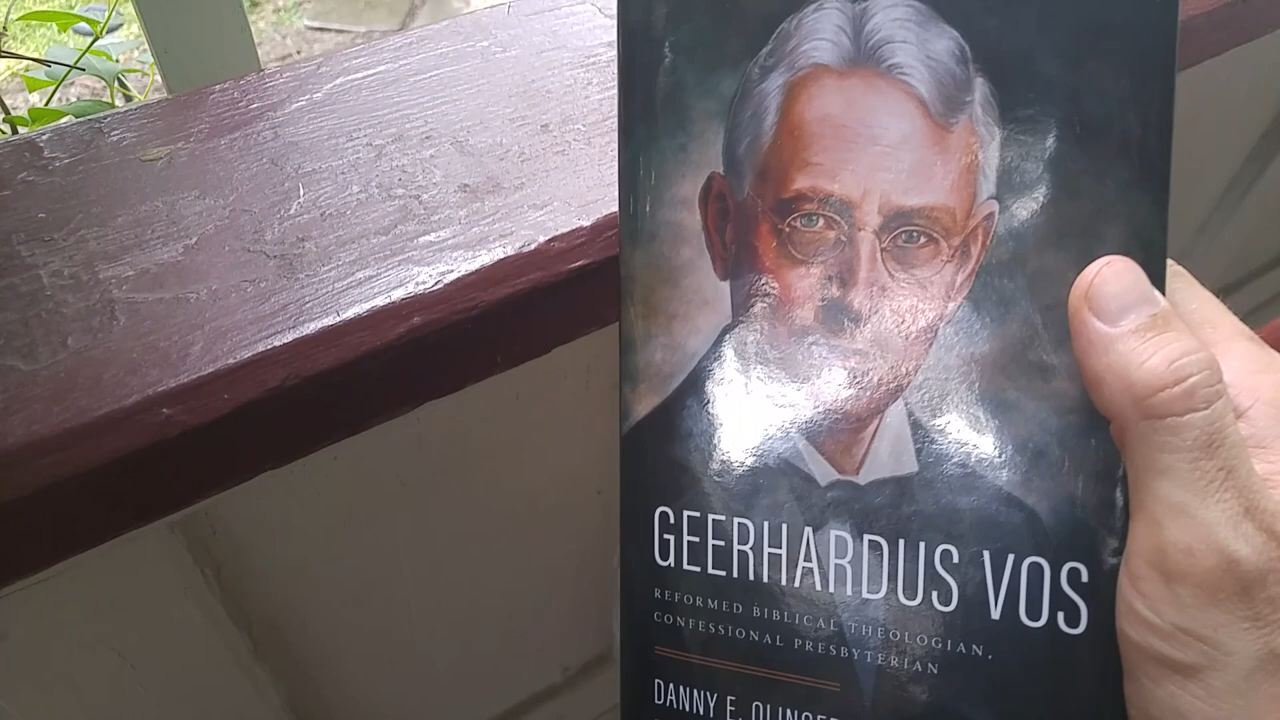 GEERHARDUS VOS
REFORMED BIBLICAL THEOLOGIAN,
CONFESSIONAL PRESBYTERIAN
DANNY E. OLINGER